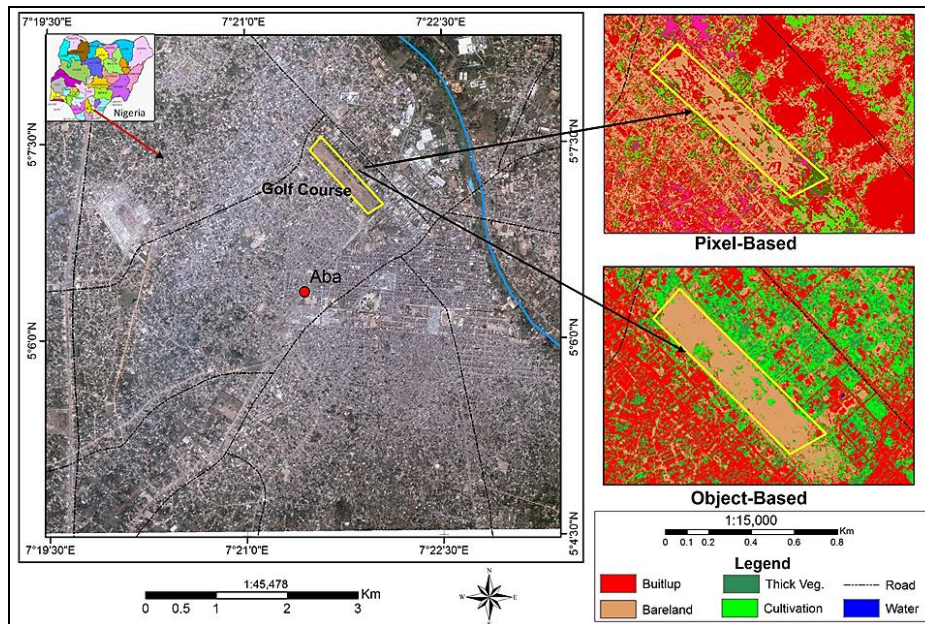 7°19'30"E
7°21'0"E
7°22'30"E
5°7'30"N
5°7'30"N
Nigeria
Golf Course
Aba
5°6'0"N
5°6'0"N
5°4'30"N
7°19'30"E
7°21'0"E
7°22'30"E
1:45,478
0 0.5 1 2 3 Km
N
W E
S
Pixel-Based
Object-Based
1:15,000
Km
0 0.1 0.2 0.4 0.6 0.8
Legend
Buitlup
Thick Veg.
Road
Bareland
Cultivation
Water